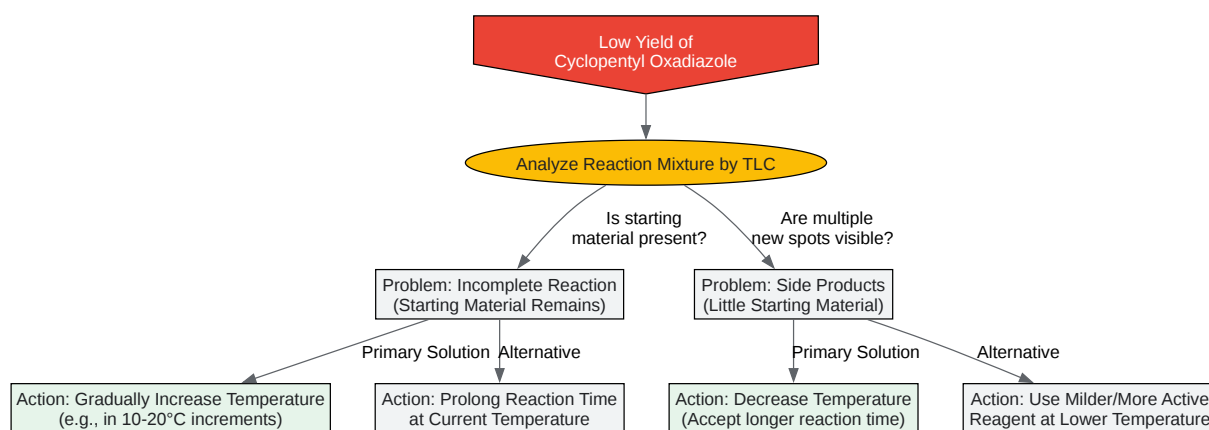 Low Yield of
Cyclopentyl Oxadiazole
Analyze Reaction Mixture by TLC
Is starting
material present?
Are multiple
new spots visible?
Problem: Incomplete Reaction
(Starting Material Remains)
Problem: Side Products
(Little Starting Material)
Primary Solution
Alternative
Primary Solution
Alternative
Action: Gradually Increase Temperature
(e.g., in 10-20°C increments)
Action: Prolong Reaction Time
at Current Temperature
Action: Decrease Temperature
(Accept longer reaction time)
Action: Use Milder/More Active
Reagent at Lower Temperature